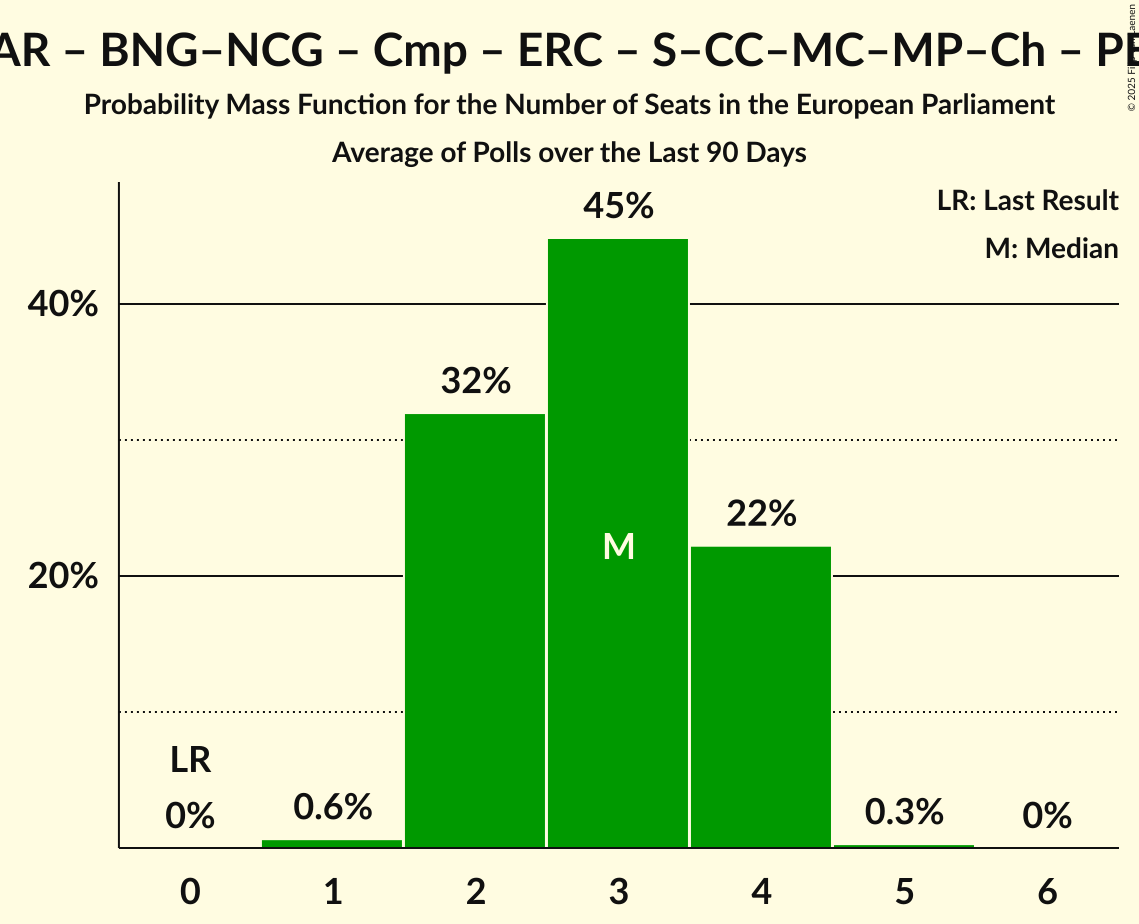 AR – BNG–NCG – Cmp – ERC – S–CC–MC–MP–Ch – PE
Probability Mass Function for the Number of Seats in the European Parliament
Average of Polls over the Last 90 Days
© 2025
LR: Last Result
M: Median
45%
40%
32%
22%
M
20%
LR
0%
0.6%
0.3%
0%
0 1 2 3 4 5 6